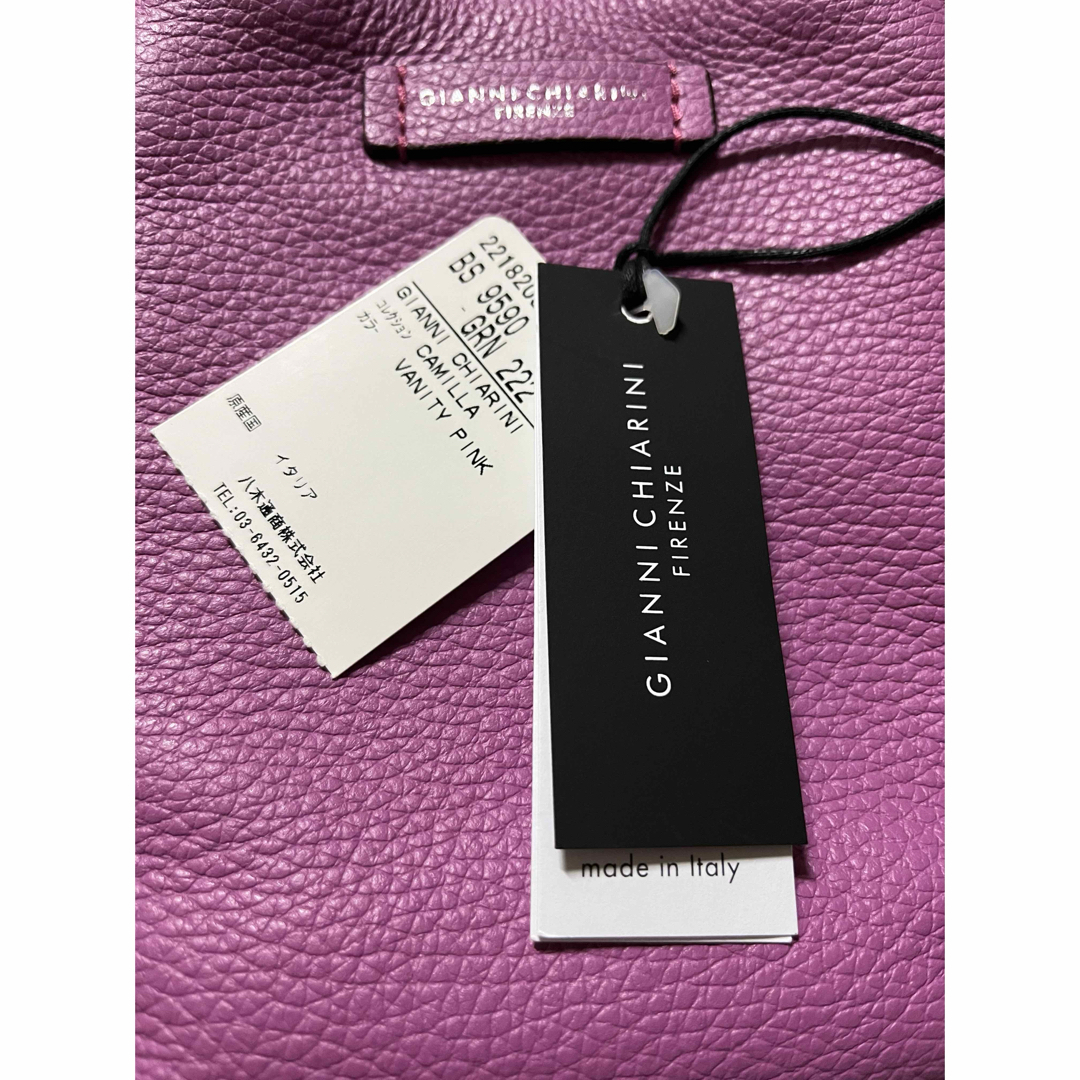 GIANNI CHIARINI
FIRENZE
BS 9590
GRN 222
GIANNI CHIARINI
コレクション CAMILLA
カラー VANITY PINK
原産国
イタリア
八木通商株式会社
TEL:03-6432-0515
GIANNI CHIARINI
FIRENZE
made in Italy